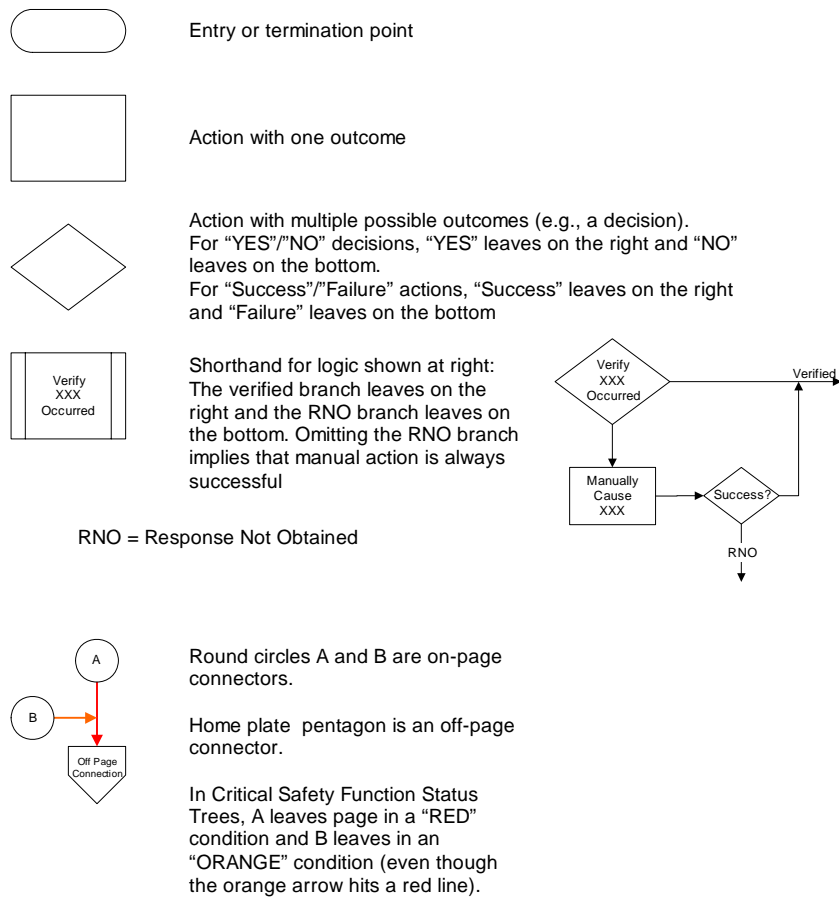 Entry or termination point
Action with one outcome
Action with multiple possible outcomes (e.g., a decision).
For “YES”/”NO” decisions, “YES” leaves on the right and “NO”
leaves on the bottom.
For “Success”/”Failure” actions, “Success” leaves on the right
and “Failure” leaves on the bottom
Verify
XXX
Occurred
Shorthand for logic shown at right:
The verified branch leaves on the
right and the RNO branch leaves on
the bottom. Omitting the RNO branch
implies that manual action is always
successful
Verify
XXX
Occurred
Verified
Manually
Cause
XXX
Success?
RNO
RNO = Response Not Obtained
A
B
Off Page
Connection
Round circles A and B are on-page
connectors.
Home plate pentagon is an off-page
connector.
In Critical Safety Function Status
Trees, A leaves page in a “RED”
condition and B leaves in an
“ORANGE” condition (even though
the orange arrow hits a red line).